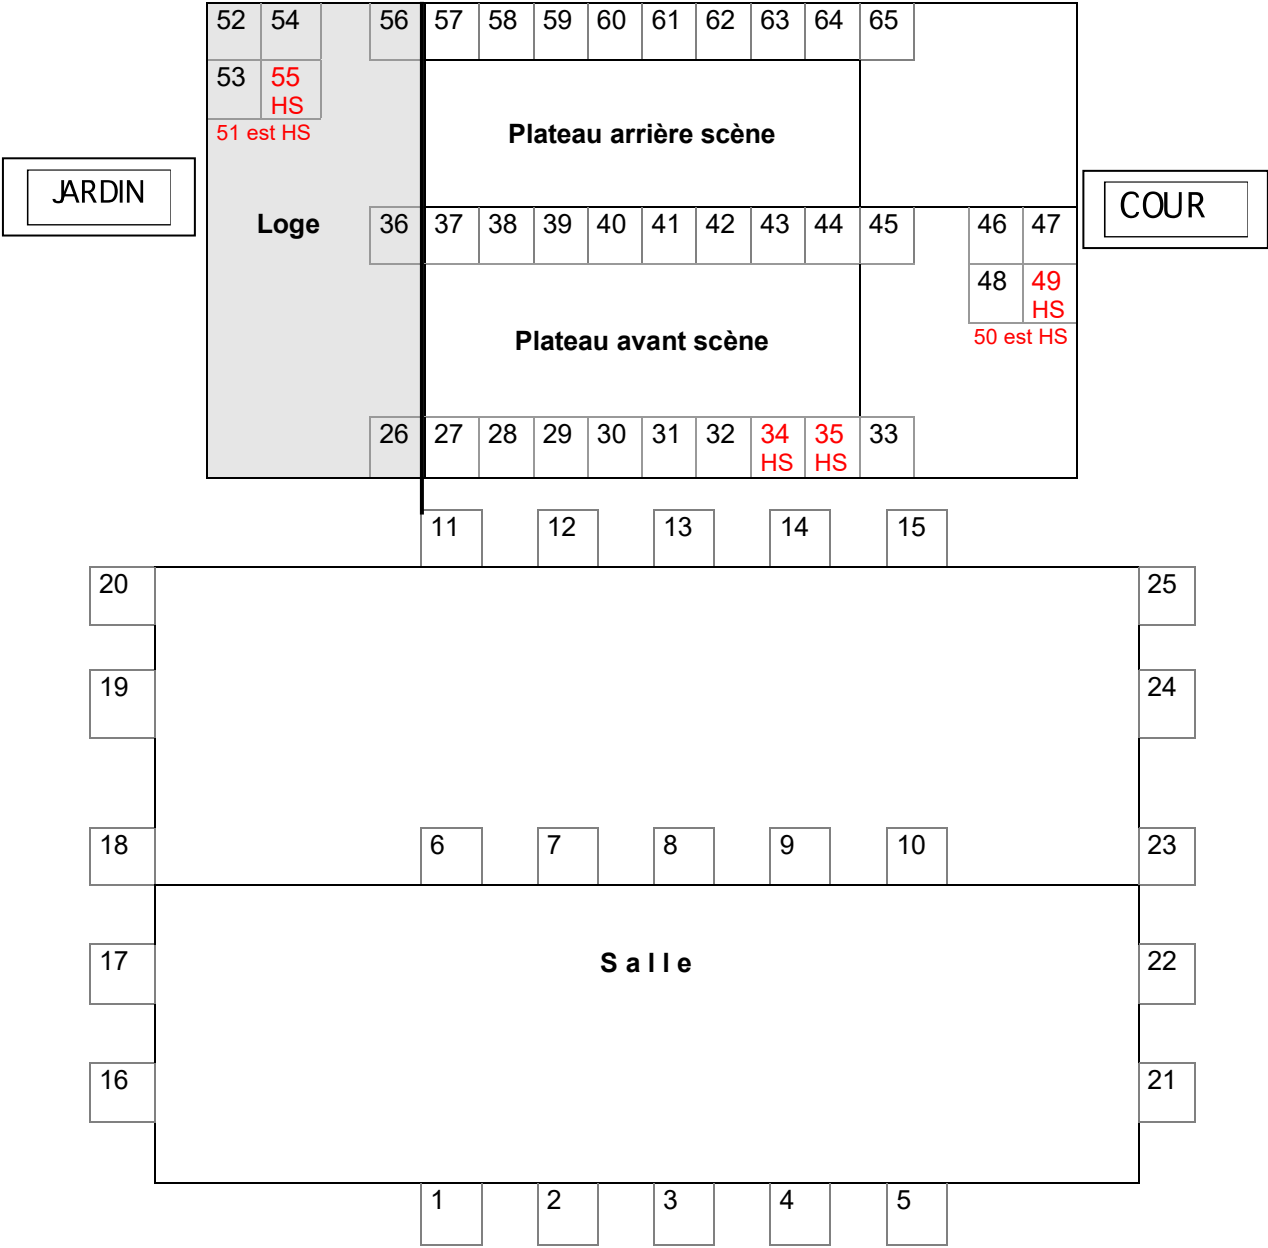 52 54 56 57 58 59 60 61 62 63 64 65
53 55
HS
51 est HS
Plateau arrière scène
JARDIN
COUR
Loge
36 37 38 39 40 41 42 43 44 45 46 47
48 49
HS
50 est HS
Plateau avant scène
26 27 28 29 30 31 32 34 35 33
HS HS
11 12 13 14 15
20 25
19 24
18 6 7 8 9 10 23
17 Salle 22
16 21
1 2 3 4 5